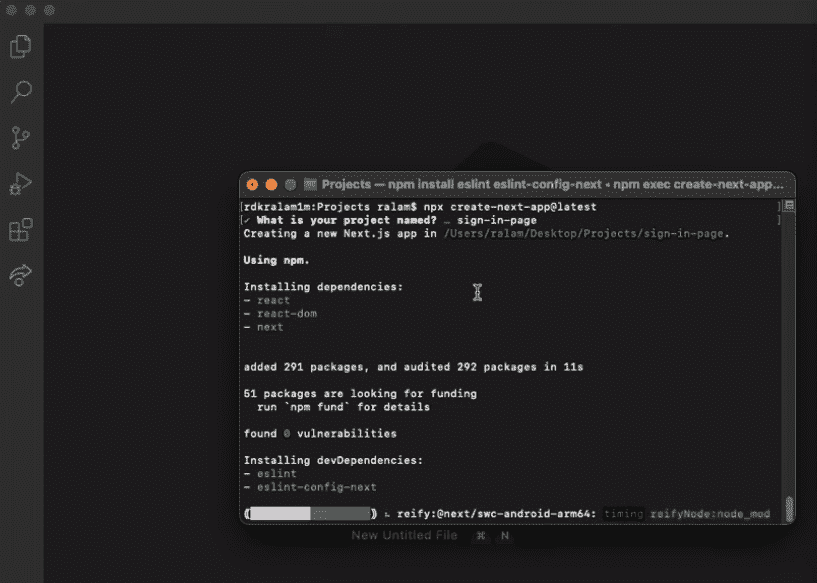 Projects — npm install eslint eslint-config-next • npm exec create-next-app...
[rdkralam1m:Projects ralam$ npx create-next-app@latest ]
[✓ What is your project named? … sign-in-page ]
Creating a new Next.js app in /Users/ralam/Desktop/Projects/sign-in-page.
Using npm.
Installing dependencies:
- react
- react-dom
- next
added 291 packages, and audited 292 packages in 11s
51 packages are looking for funding
run `npm fund` for details
found 0 vulnerabilities
Installing devDependencies:
- eslint
- eslint-config-next
reify:@next/swc-android-arm64: timing reifyNode:node_mod
New Untitled File ⌘ N